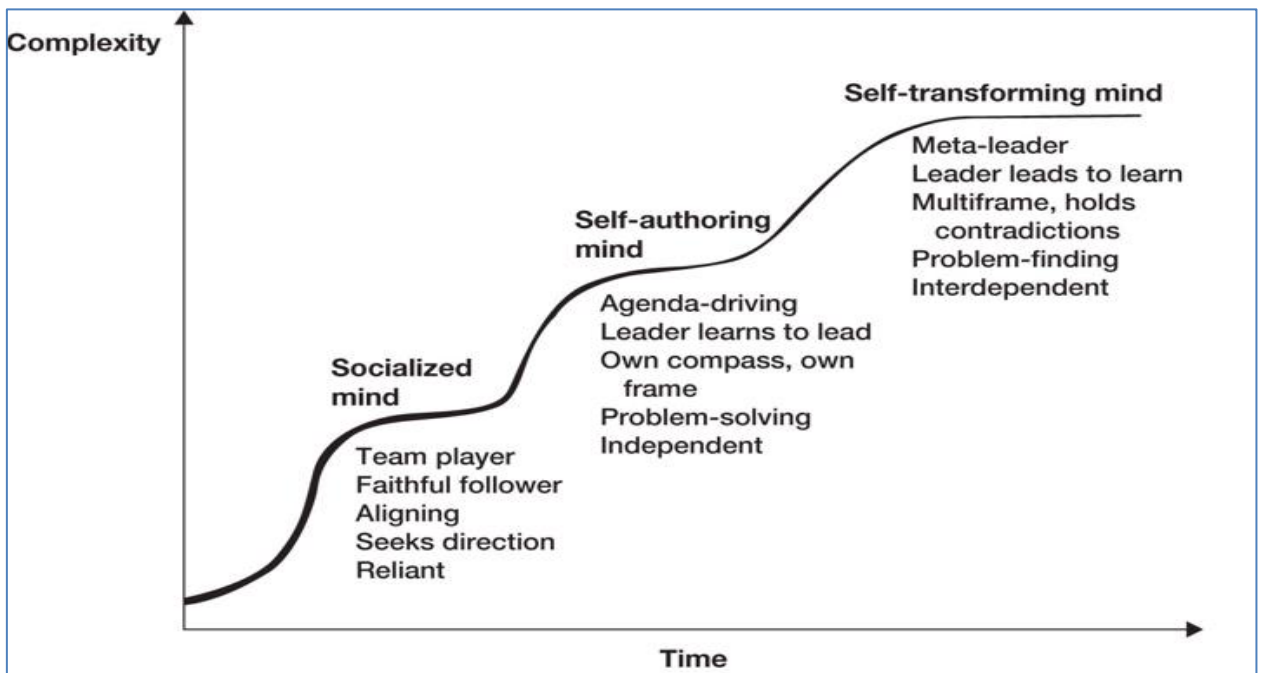 Complexity
Self-transforming mind
Meta-leader
Leader leads to learn
Multiframe, holds
contradictions
Problem-finding
Interdependent
Self-authoring
mind
Agenda-driving
Leader learns to lead
Own compass, own
frame
Problem-solving
Independent
Socialized
mind
Team player
Faithful follower
Aligning
Seeks direction
Reliant
Time